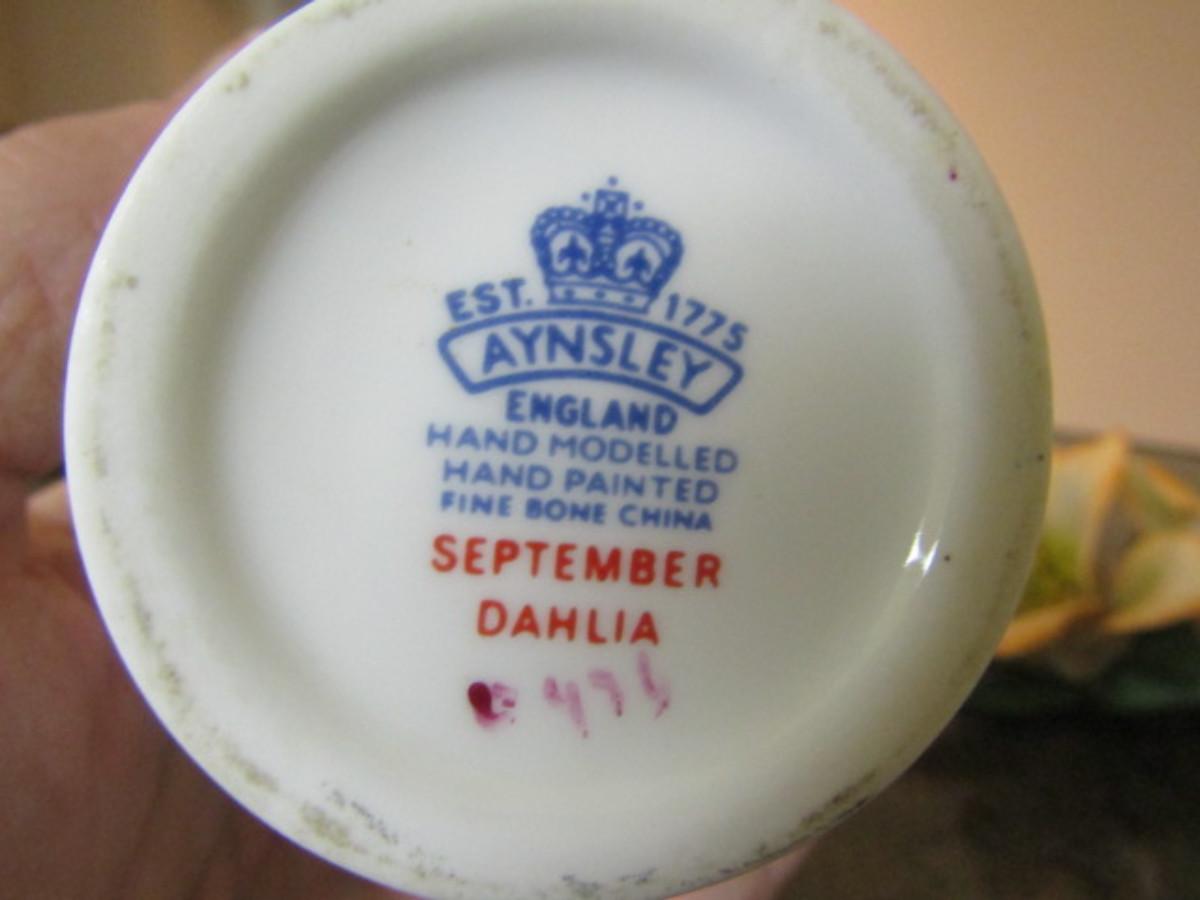 EST. 1775
AYNSLEY
ENGLAND
HAND MODELLED
HAND PAINTED
FINE BONE CHINA
SEPTEMBER
DAHLIA